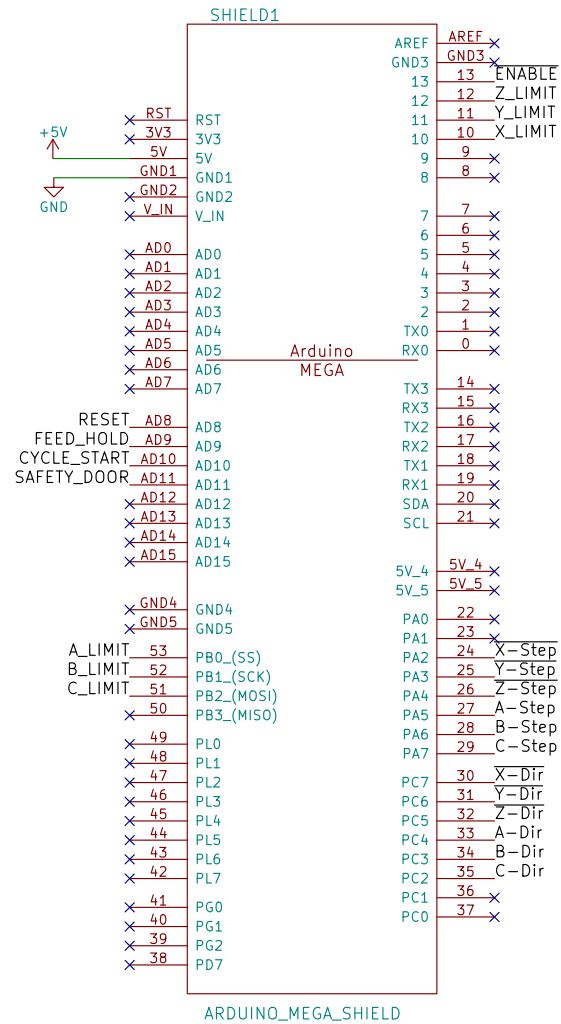 SHIELD1
AREF AREF
GND3 GND3
13 13 ENABLE
12 12 Z_LIMIT
RST RST 11 11 Y_LIMIT
+5V 3V3 3V3 10 10 X_LIMIT
5V 5V 9 9
GND1 GND1 8 8
GND GND2 GND2
V_IN V_IN 7 7
6 6
AD0 AD0 5 5
AD1 AD1 4 4
AD2 AD2 3 3
AD3 AD3 2 2
AD4 AD4 TX0 1
AD5 AD5 Arduino RX0 0
AD6 AD6 MEGA
AD7 AD7 TX3 14
RX3 15
RESET AD8 AD8 TX2 16
FEED_HOLD AD9 AD9 RX2 17
CYCLE_START AD10 AD10 TX1 18
SAFETY_DOOR AD11 AD11 RX1 19
AD12 AD12 SDA 20
AD13 AD13 SCL 21
AD14 AD14
AD15 AD15 5V_4 5V_4
5V_5 5V_5
GND4 GND4 PA0 22
GND5 GND5 PA1 23
A_LIMIT 53 PB0_(SS) PA2 24 X-Step
B_LIMIT 52 PB1_(SCK) PA3 25 Y-Step
C_LIMIT 51 PB2_(MOSI) PA4 26 Z-Step
50 PB3_(MISO) PA5 27 A-Step
PA6 28 B-Step
49 PL0 PA7 29 C-Step
48 PL1
47 PL2 PC7 30 X-Dir
46 PL3 PC6 31 Y-Dir
45 PL4 PC5 32 Z-Dir
44 PL5 PC4 33 A-Dir
43 PL6 PC3 34 B-Dir
42 PL7 PC2 35 C-Dir
PC1 36
41 PG0 PC0 37
40 PG1
39 PG2
38 PD7
ARDUINO_MEGA_SHIELD